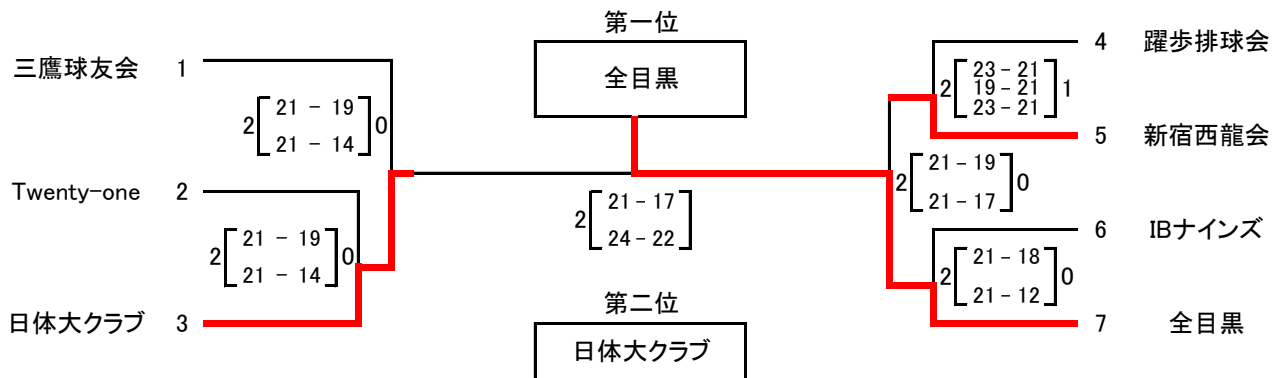 第一位
全目黒
三鷹球友会 1
2 [ 21 - 19 ] 0
21 - 14
Twenty-one 2
2 [ 21 - 19 ] 0
21 - 14
日体大クラブ 3
2 [ 21 - 17 ]
24 - 22
第二位
日体大クラブ
4 躍歩排球会
23 - 21
2 [ 19 - 21 ] 1
23 - 21
5 新宿西龍会
2 [ 21 - 19 ] 0
21 - 17
6 IBナインズ
2 [ 21 - 18 ] 0
21 - 12
7 全目黒